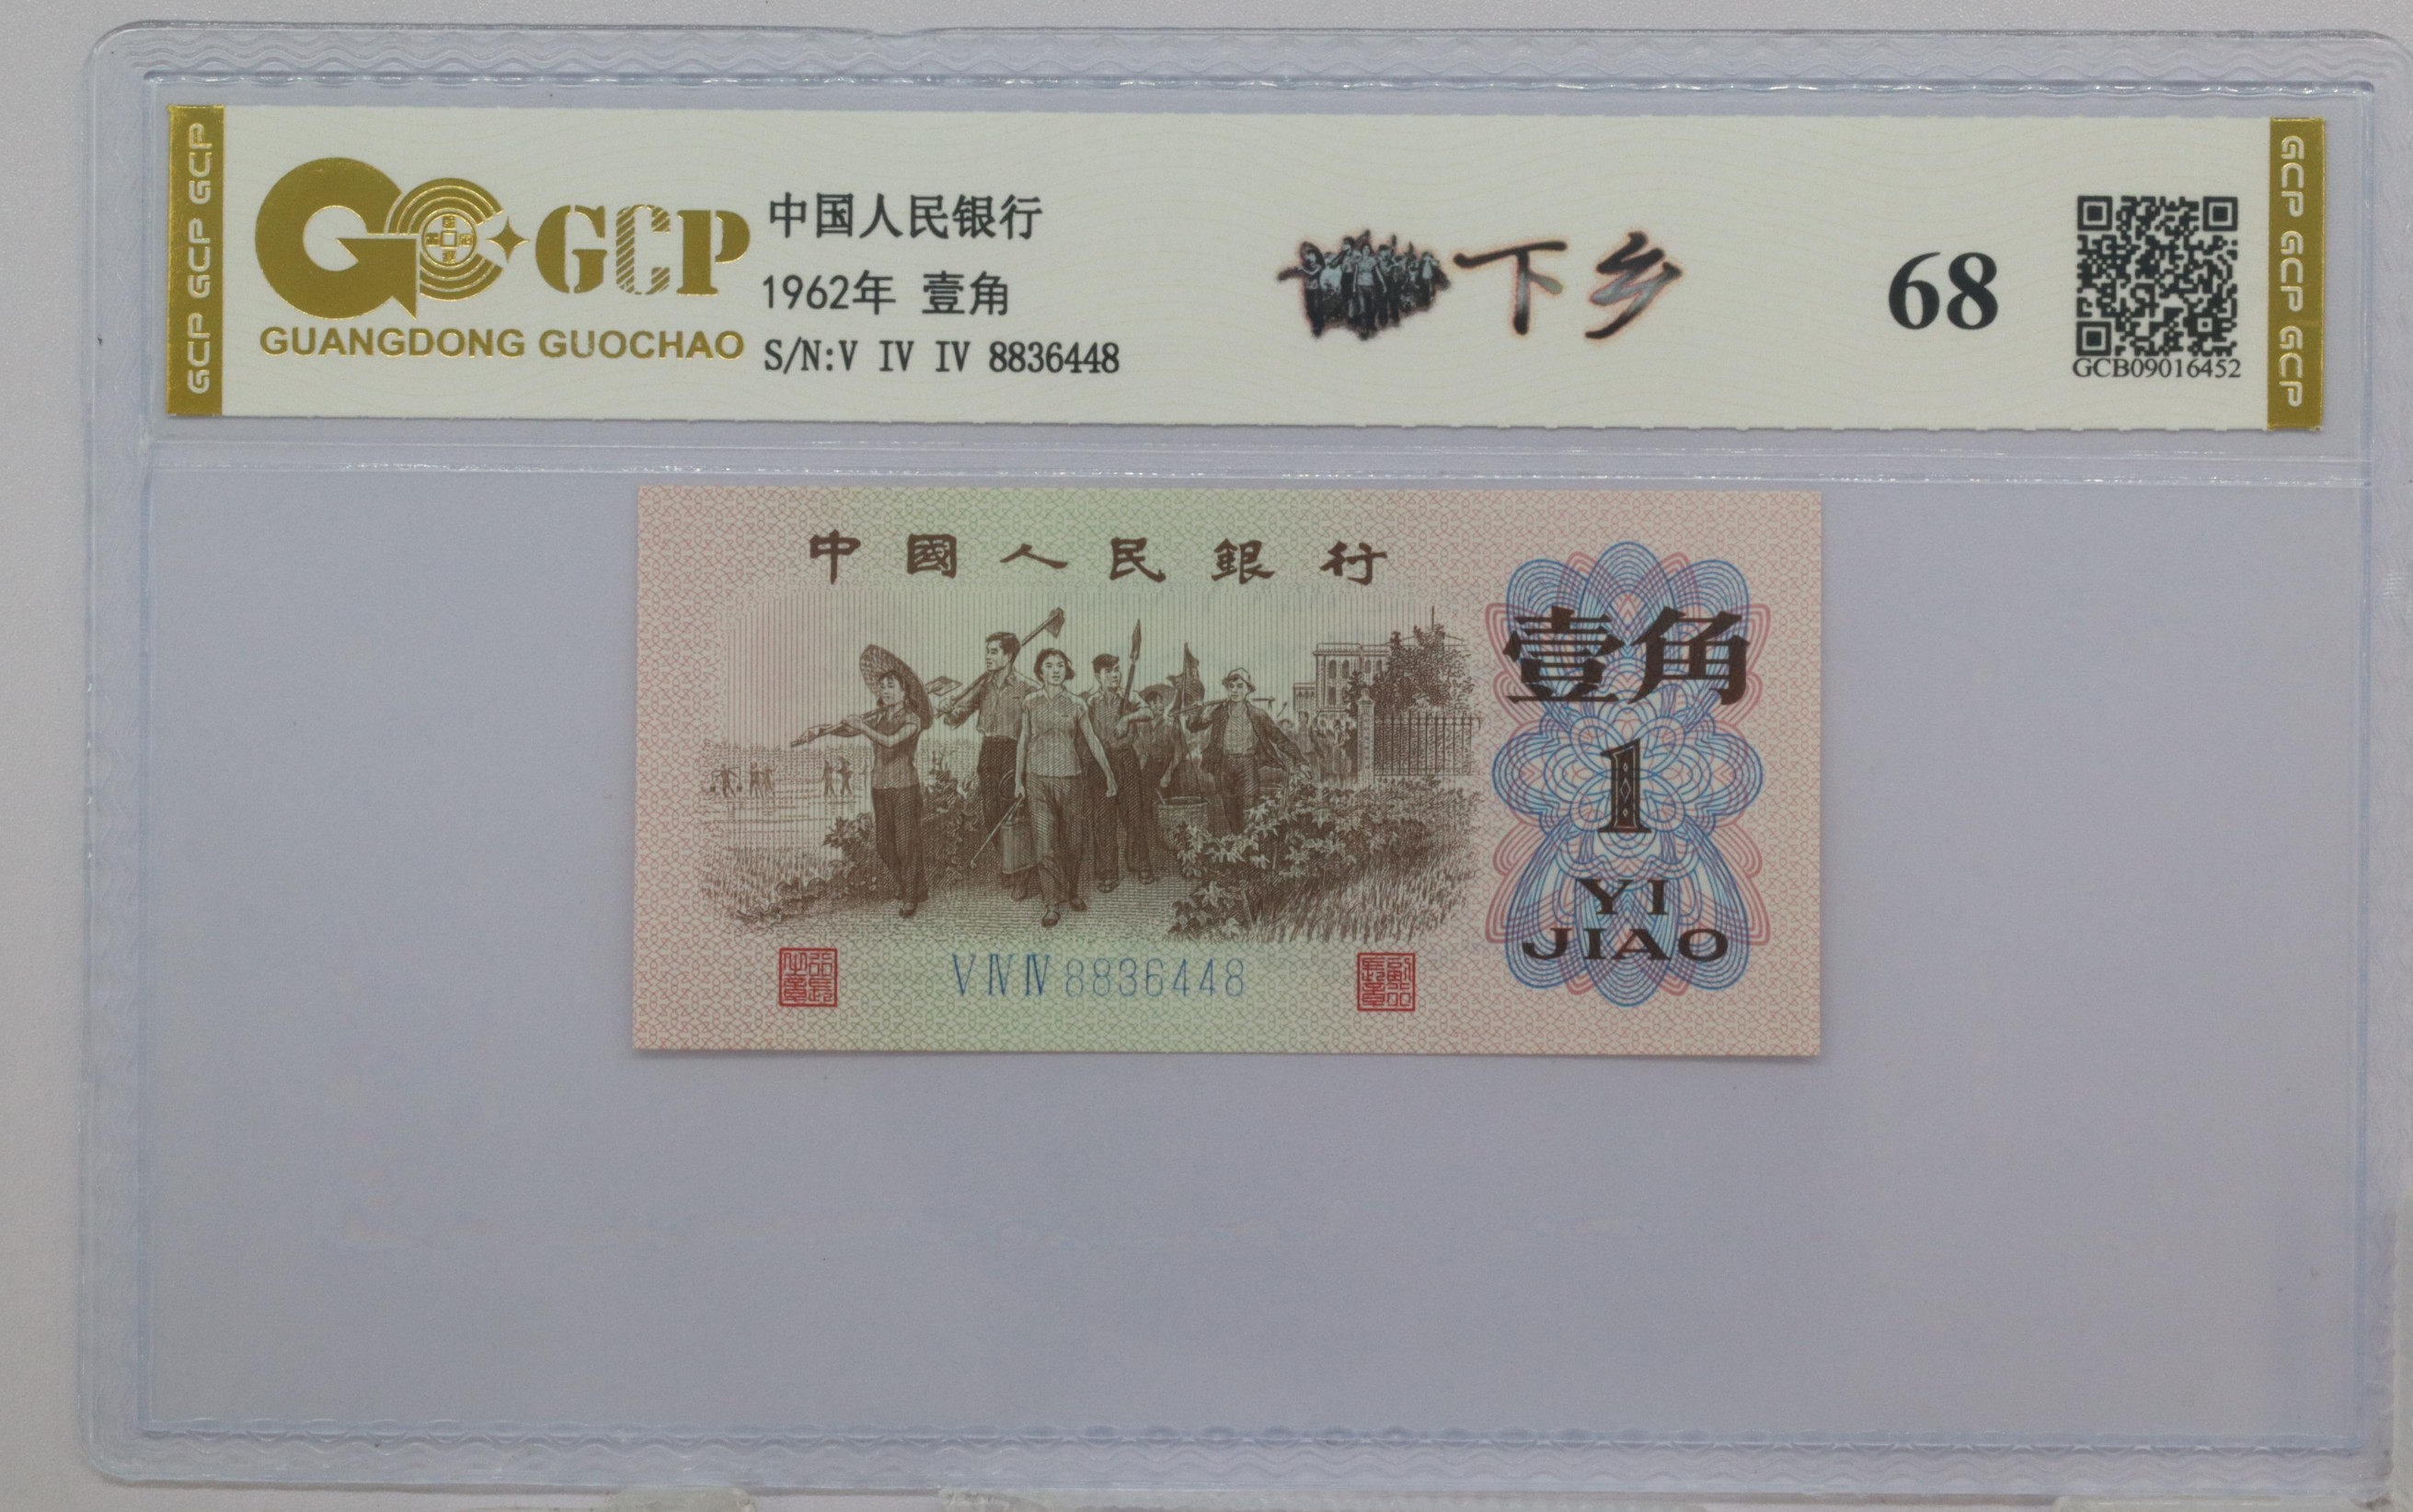 GCP GCP GCP
GCP
GUANGDONG GUOCHAO
中国人民银行
1962年 壹角
S/N:V IV IV 8836448
下乡
68
GCB09016452
GCP GCP GCP
中國人民銀行
壹角
1
YI
JIAO
V IV IV 8836448